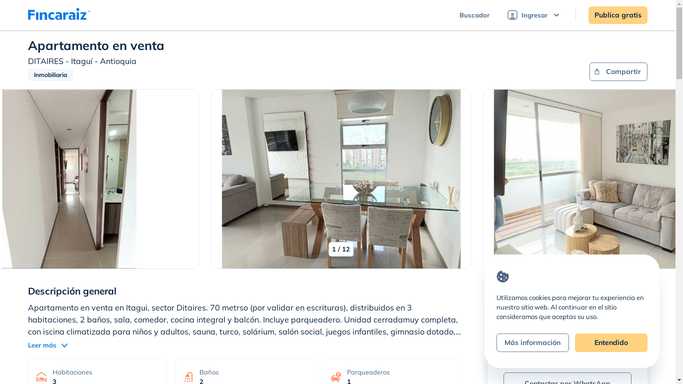 Fincaraiz
Buscador
Ingresar
Publica gratis
Apartamento en venta
DITAIRES - Itaguí - Antioquia
Inmobiliaria
Compartir
1 / 12
Descripción general
Apartamento en venta en Itagui, sector Ditaires. 70 metrso (por validar en escrituras), distribuidos en 3
habitaciones, 2 baños, sala, comedor, cocina integral y balcón. Incluye parqueadero. Unidad cerradamuy completa,
con iscina climatizada para niños y adultos, sauna, turco, solárium, salón social, juegos infantiles, gimnasio dotado,...
Leer más
Habitaciones
3
Baños
2
Parqueaderos
1
Utilizamos cookies para mejorar tu experiencia en
nuestro sitio web. Al continuar en el sitio
consideramos que aceptas su uso.
Más información
Entendido
Contactar por WhatsApp